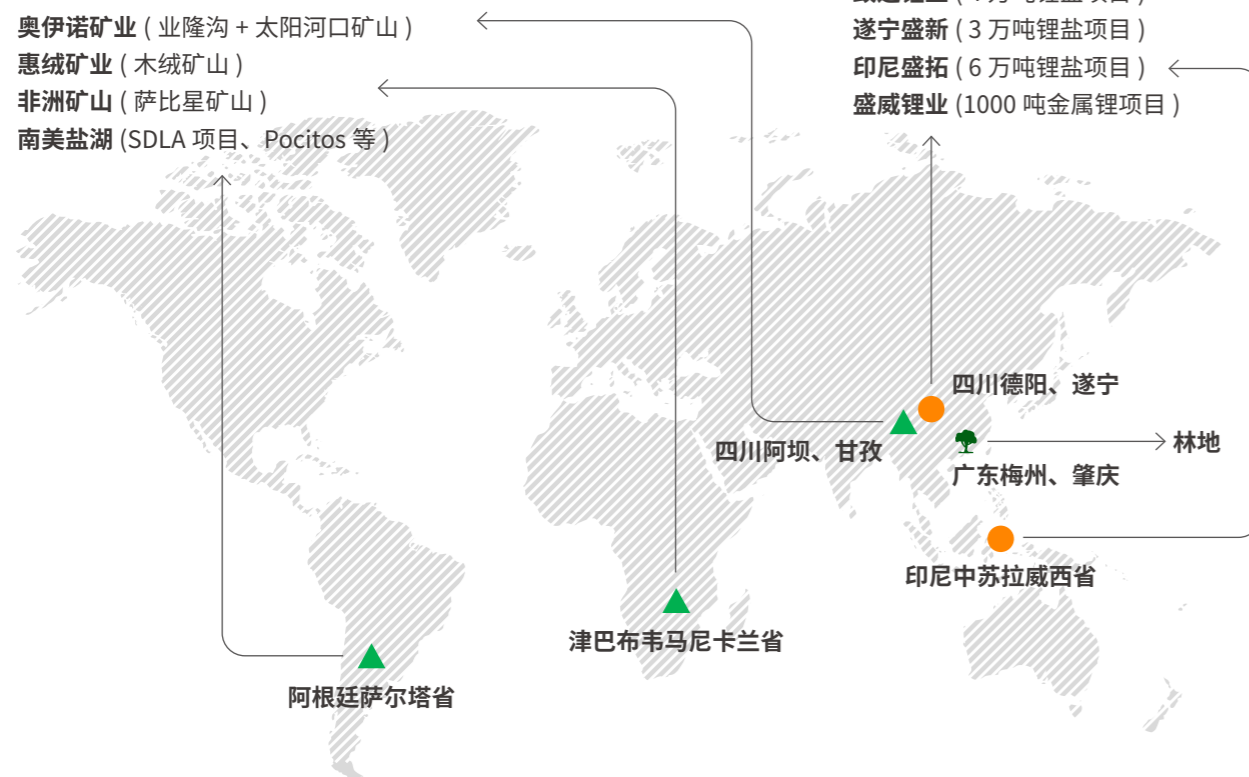 奥伊诺矿业 ( 业隆沟 + 太阳河口矿山 )
惠绒矿业 ( 木绒矿山 )
非洲矿山 ( 萨比星矿山 )
南美盐湖 (SDLA 项目、Pocitos 等 )
遂宁盛新 ( 3 万吨锂盐项目 )
印尼盛拓 ( 6 万吨锂盐项目 )
盛威锂业 (1000 吨金属锂项目 )
四川德阳、遂宁
四川阿坝、甘孜
林地
广东梅州、肇庆
印尼中苏拉威西省
津巴布韦马尼卡兰省
阿根廷萨尔塔省